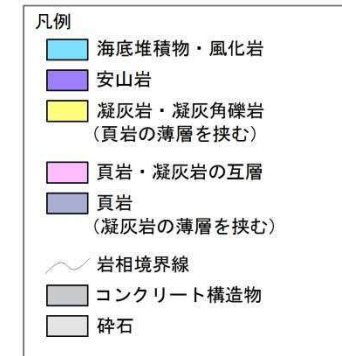 凡例
海底堆積物・風化岩
安山岩
凝灰岩・凝灰角礫岩
(頁岩の薄層を挟む)
頁岩・凝灰岩の互層
頁岩
(凝灰岩の薄層を挟む)
岩相境界線
コンクリート構造物
砕石